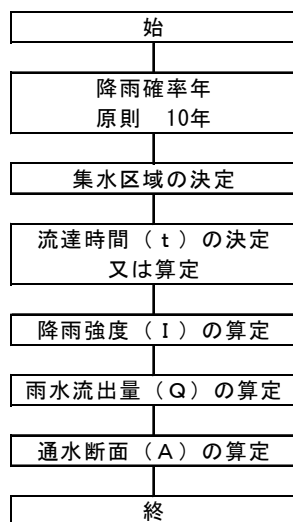 始
降雨確率年
原則　10年
集水区域の決定
流達時間（ｔ）の決定
又は算定
降雨強度（Ｉ）の算定
雨水流出量（Ｑ）の算定
通水断面（Ａ）の算定
終